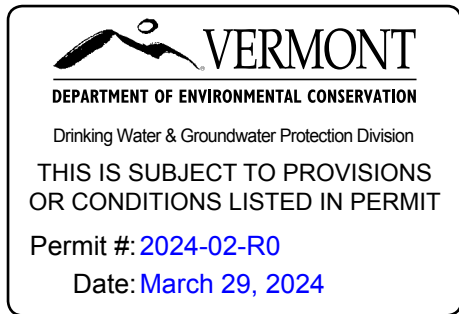 VERMONT
DEPARTMENT OF ENVIRONMENTAL CONSERVATION
Drinking Water & Groundwater Protection Division
THIS IS SUBJECT TO PROVISIONS
OR CONDITIONS LISTED IN PERMIT
Permit #: 2024-02-R0
Date: March 29, 2024